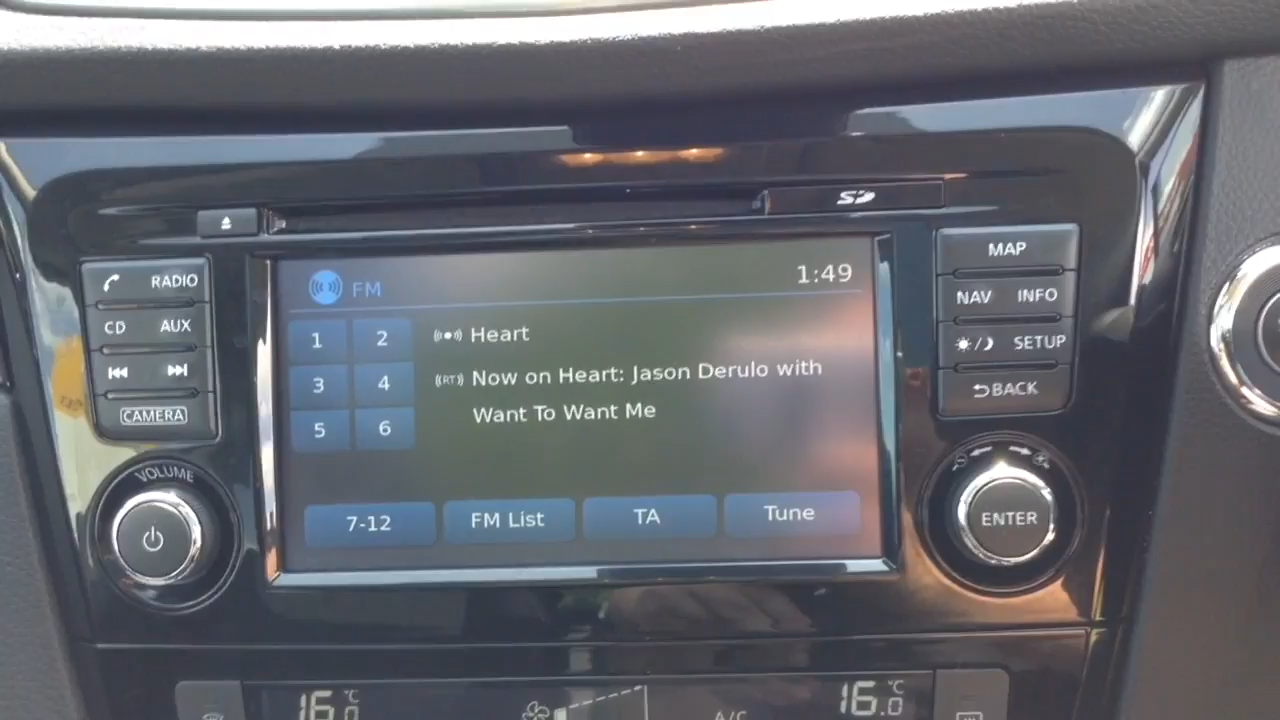 SD
RADIO
CD AUX
CAMERA
VOLUME
FM
1:49
1 2
3 4
5 6
Heart
((RT)) Now on Heart: Jason Derulo with
Want To Want Me
7-12 FM List TA Tune
MAP
NAV INFO
SETUP
BACK
ENTER
16.0 °C
A/C
16.0 °C